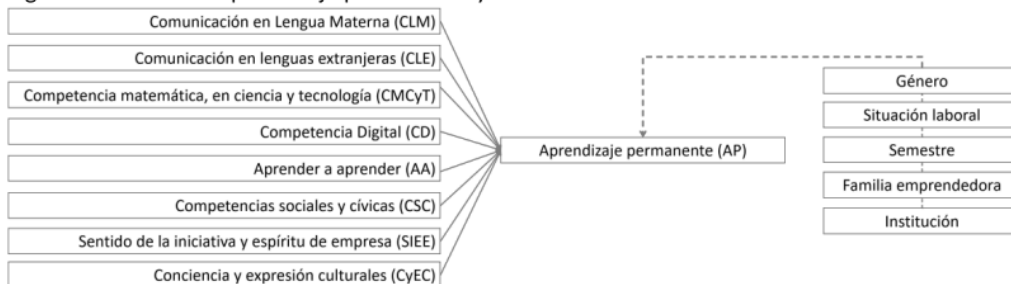 Comunicación en Lengua Materna (CLM)
Comunicación en lenguas extranjeras (CLE)
Competencia matemática, en ciencia y tecnología (CMCyT)
Competencia Digital (CD)
Aprender a aprender (AA)
Competencias sociales y cívicas (CSC)
Sentido de la iniciativa y espíritu de empresa (SIEE)
Conciencia y expresión culturales (CyEC)
Aprendizaje permanente (AP)
Género
Situación laboral
Semestre
Familia emprendedora
Institución